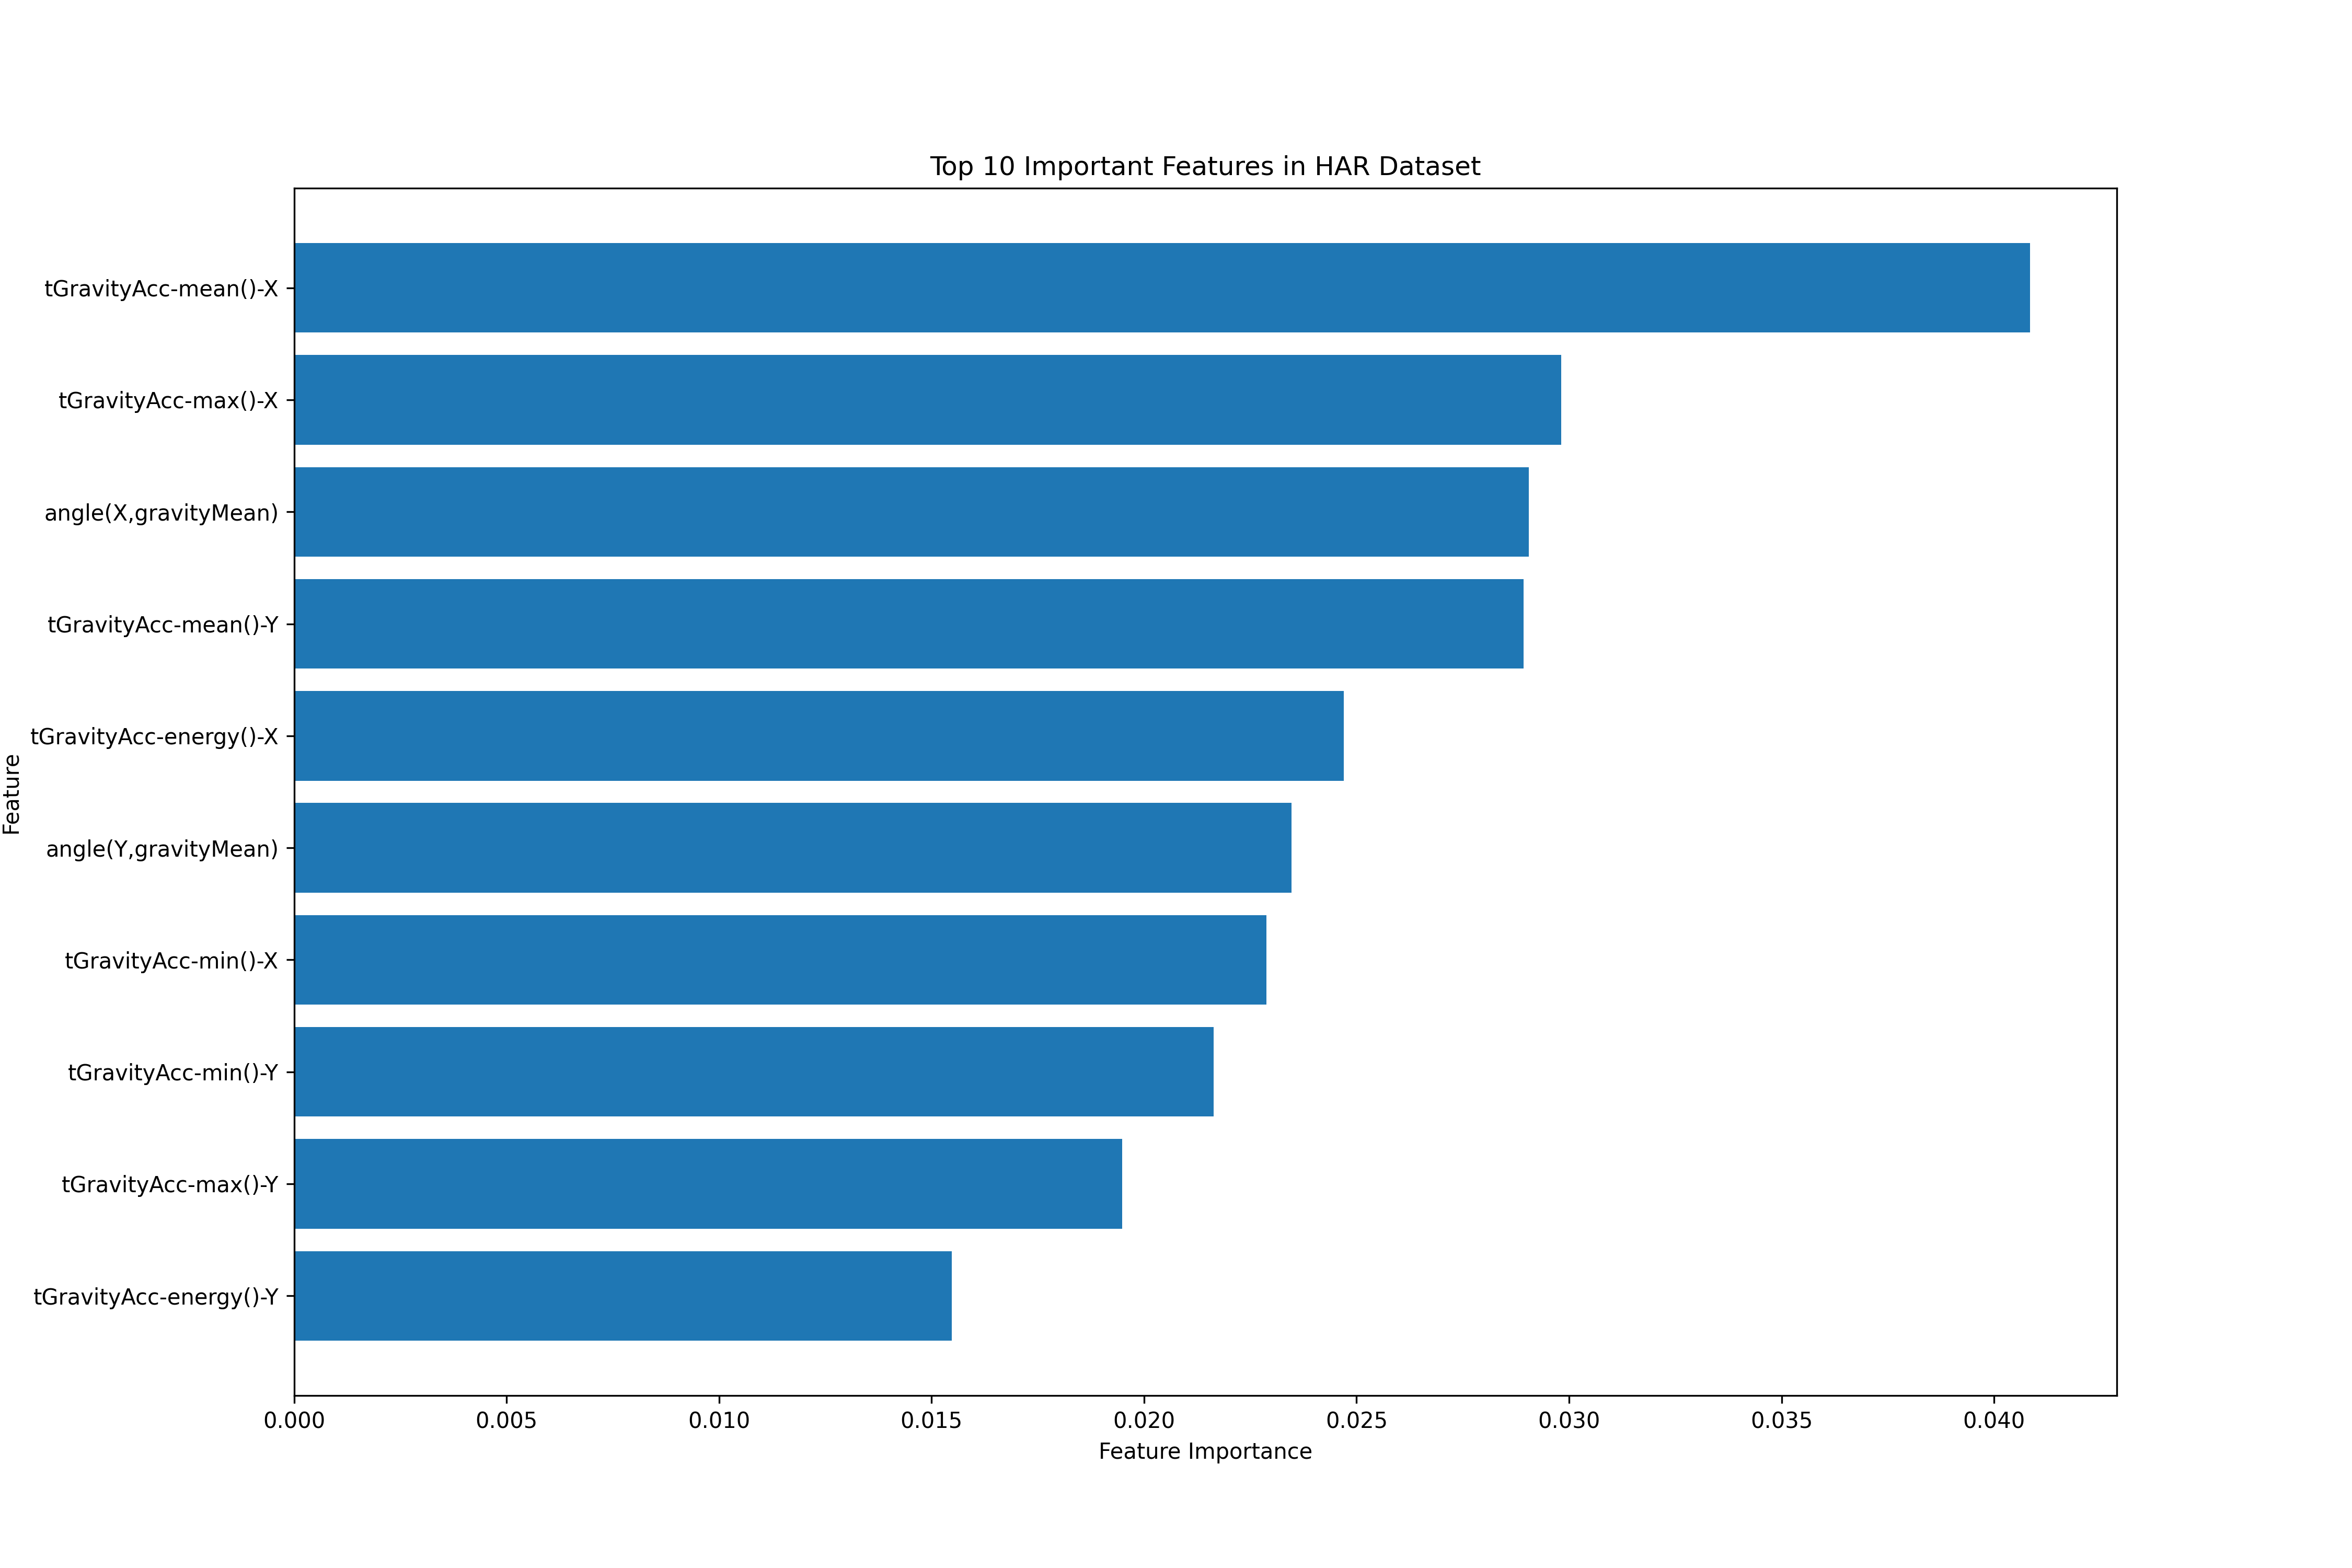 Top 10 Important Features in HAR Dataset
Feature
tGravityAcc-mean()-X
tGravityAcc-max()-X
angle(X,gravityMean)
tGravityAcc-mean()-Y
tGravityAcc-energy()-X
angle(Y,gravityMean)
tGravityAcc-min()-X
tGravityAcc-min()-Y
tGravityAcc-max()-Y
tGravityAcc-energy()-Y
0.000 0.005 0.010 0.015 0.020 0.025 0.030 0.035 0.040
Feature Importance